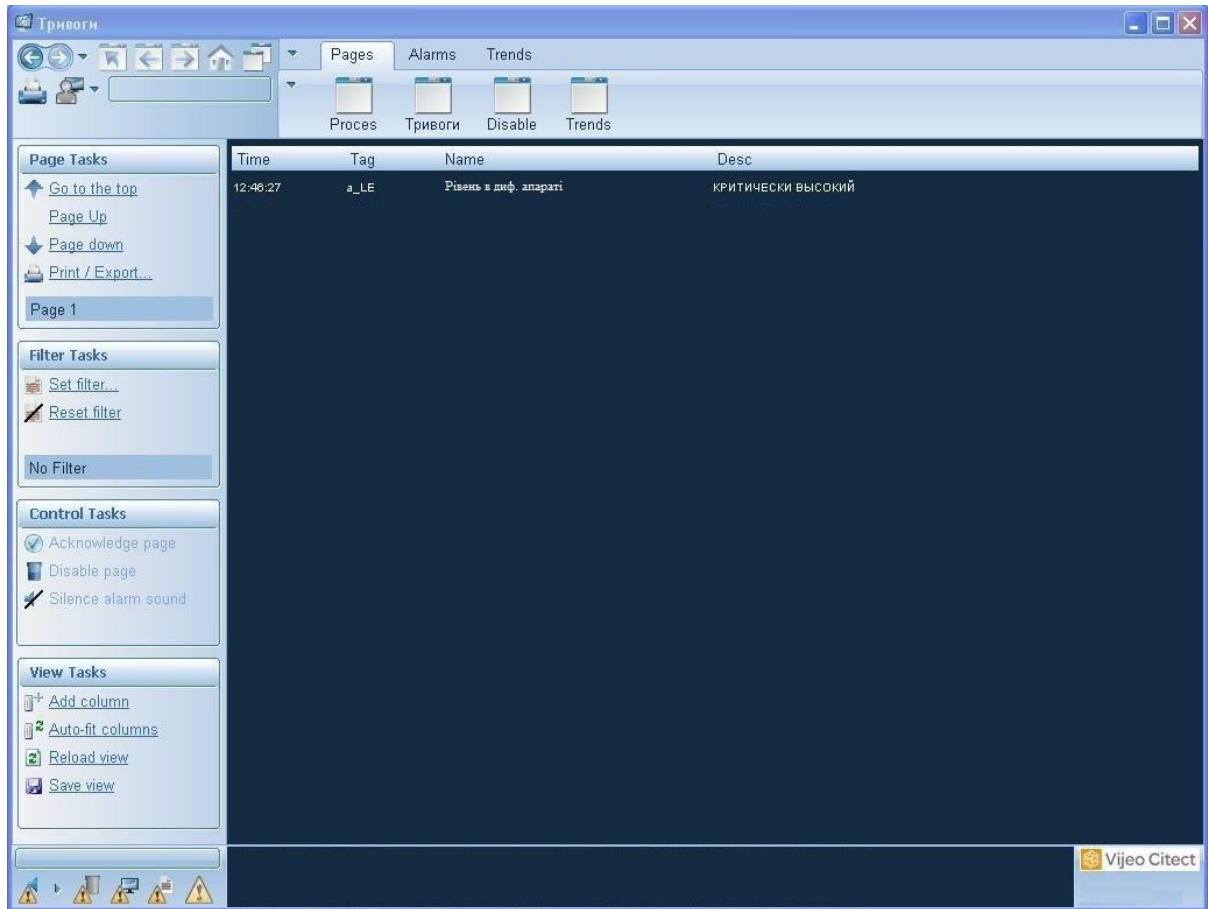 Тривоги
Pages Alarms Trends
Proces Тривоги Disable Trends
Page Tasks
Go to the top
Page Up
Page down
Print / Export...
Page 1
Filter Tasks
Set filter...
Reset filter
No Filter
Control Tasks
Acknowledge page
Disable page
Silence alarm sound
View Tasks
Add column
Auto-fit columns
Reload view
Save view
Time Tag Name Desc
12:46:27 a_LE Рівень в диф. апараті КРИТИЧЕСКИ ВЫСОКИЙ
Vijeo Citect